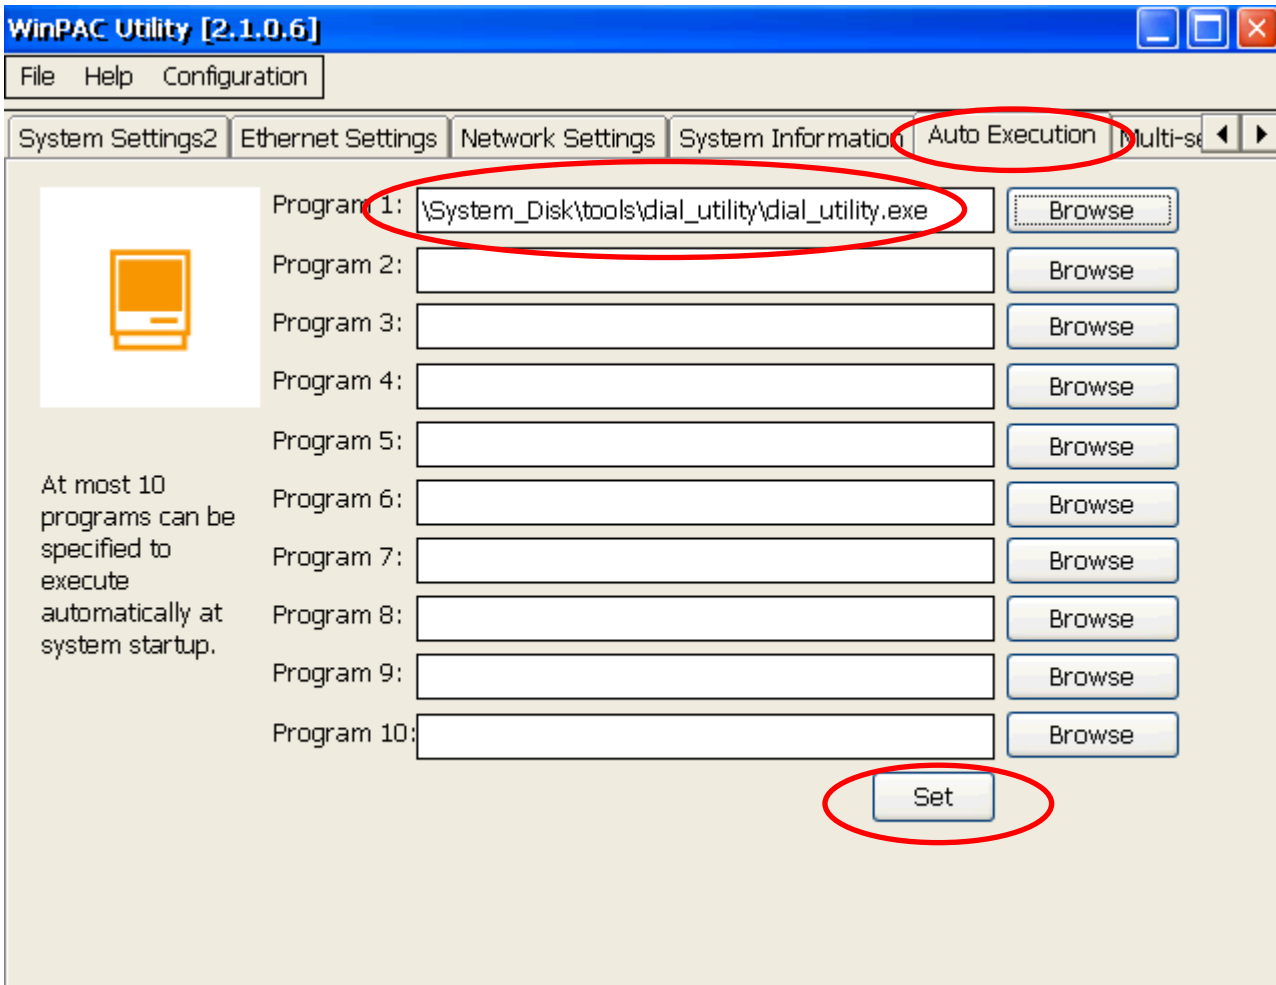 WinPAC Utility [2.1.0.6]
File Help Configuration
System Settings2 Ethernet Settings Network Settings System Information Auto Execution Multi-se
Program 1: \System_Disk\tools\dial_utility\dial_utility.exe Browse
Program 2: Browse
Program 3: Browse
Program 4: Browse
Program 5: Browse
Program 6: Browse
Program 7: Browse
Program 8: Browse
Program 9: Browse
Program 10: Browse
At most 10
programs can be
specified to
execute
automatically at
system startup.
Set